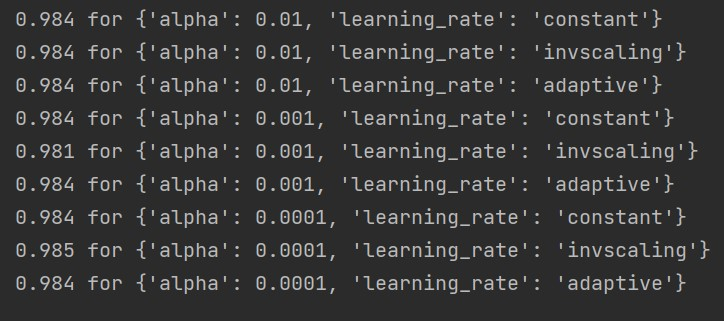 0.984 for {'alpha': 0.01, 'learning_rate': 'constant'}
0.984 for {'alpha': 0.01, 'learning_rate': 'invscaling'}
0.984 for {'alpha': 0.01, 'learning_rate': 'adaptive'}
0.984 for {'alpha': 0.001, 'learning_rate': 'constant'}
0.981 for {'alpha': 0.001, 'learning_rate': 'invscaling'}
0.984 for {'alpha': 0.001, 'learning_rate': 'adaptive'}
0.984 for {'alpha': 0.0001, 'learning_rate': 'constant'}
0.985 for {'alpha': 0.0001, 'learning_rate': 'invscaling'}
0.984 for {'alpha': 0.0001, 'learning_rate': 'adaptive'}